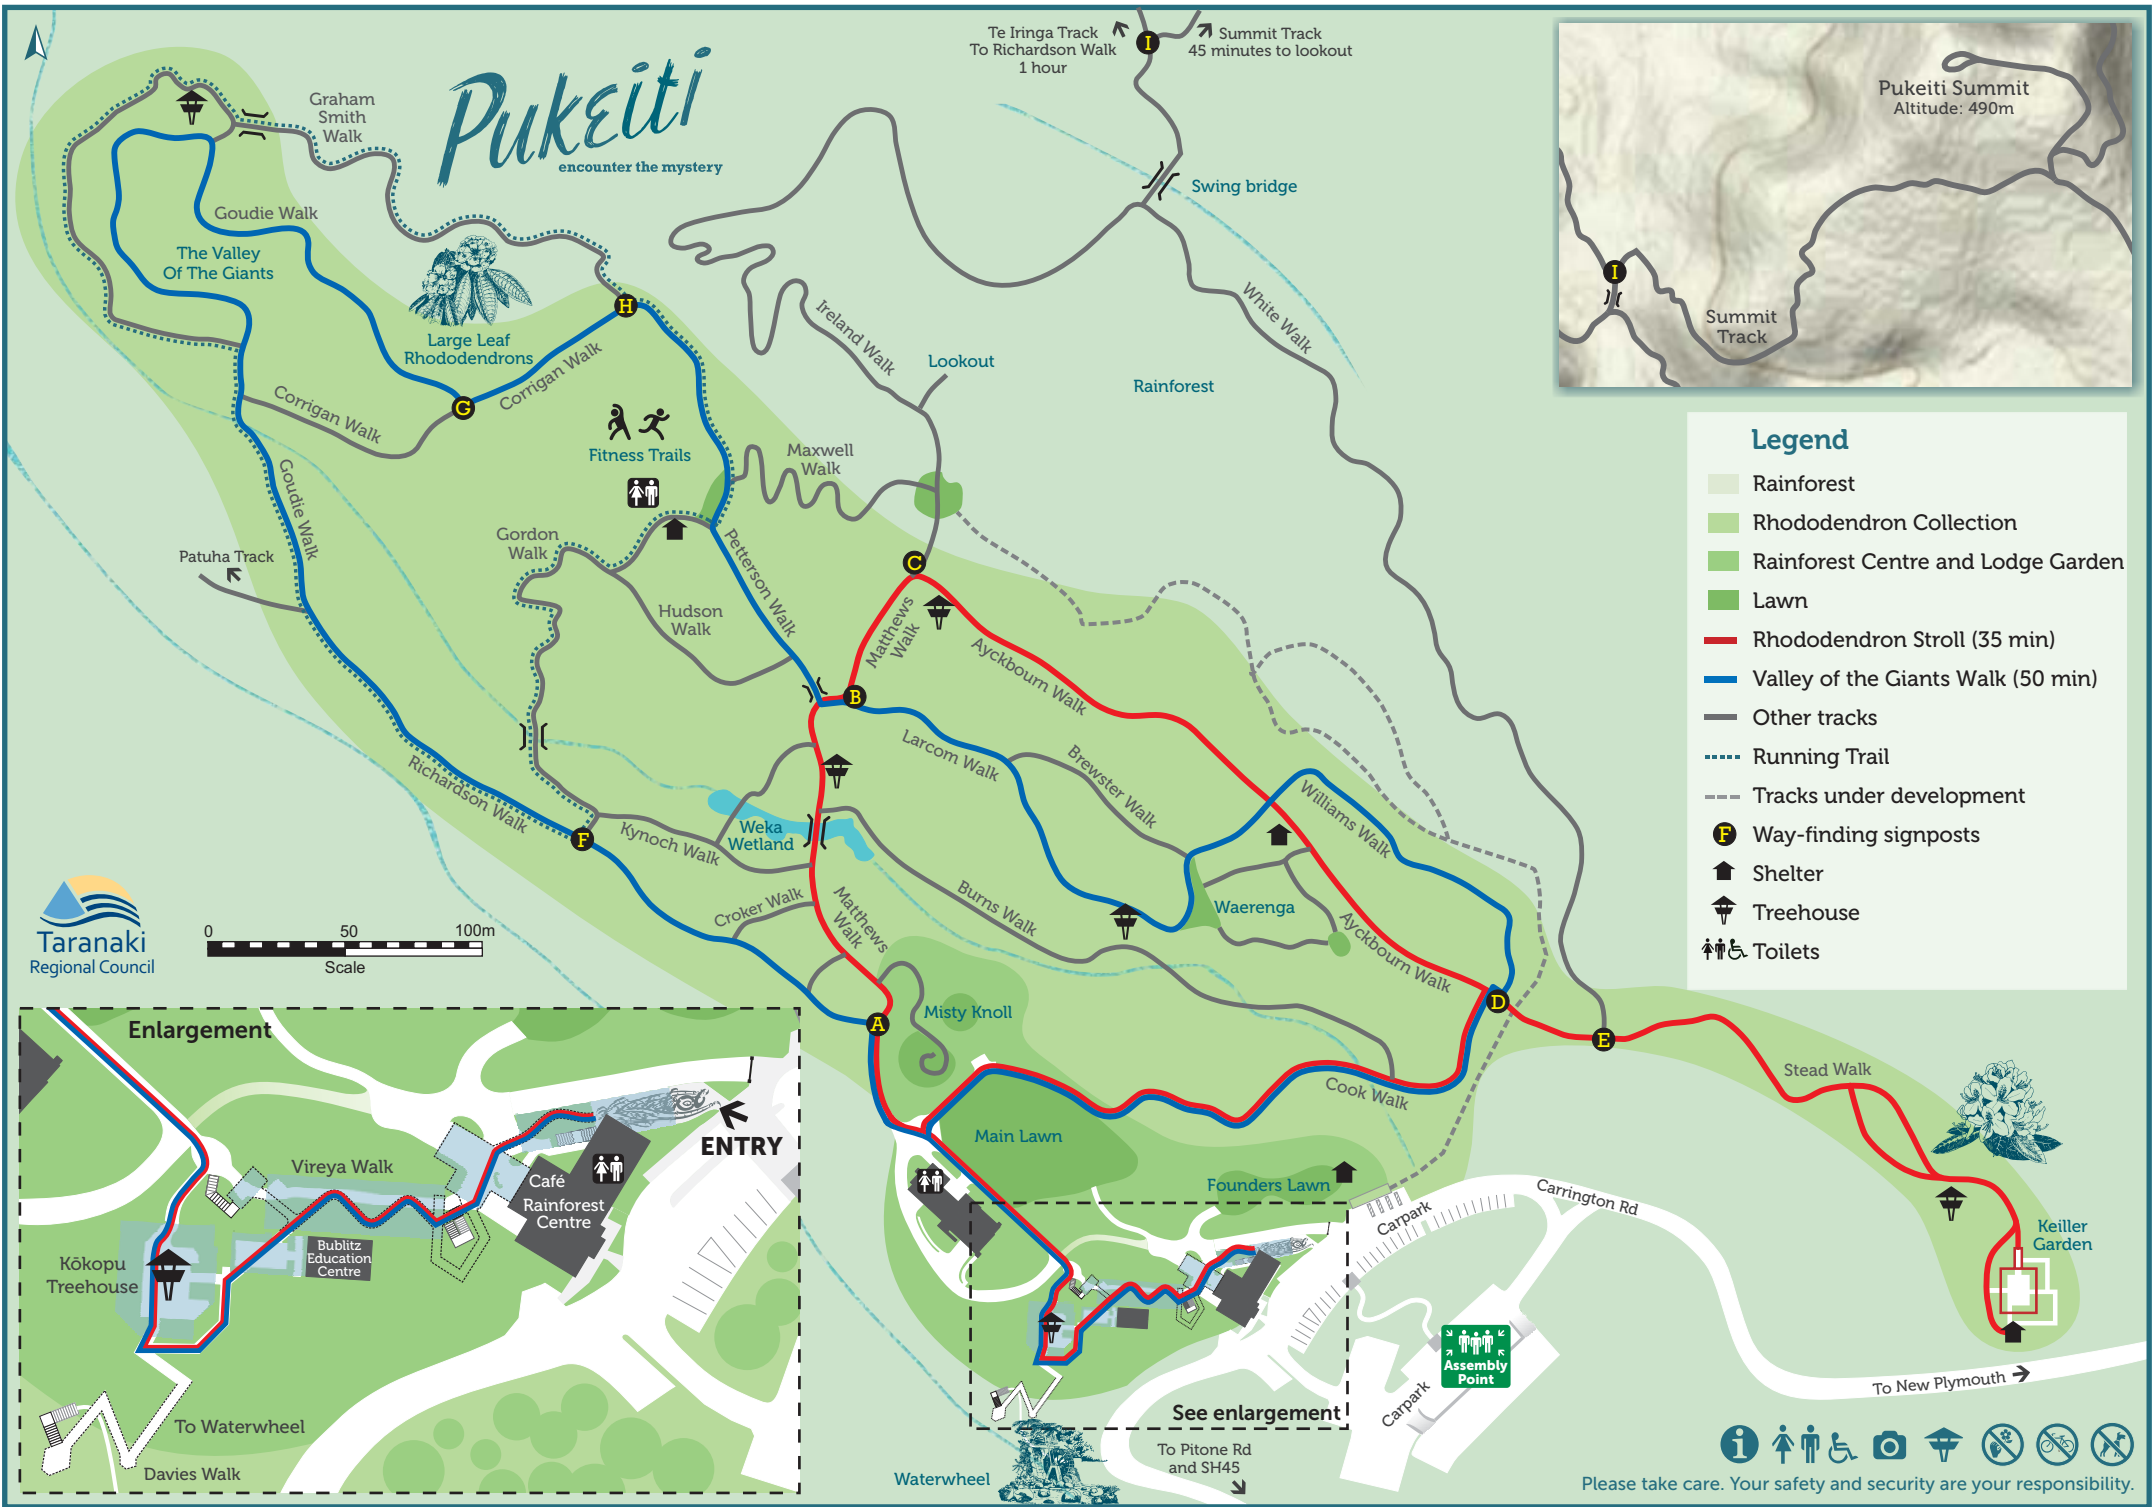 Te Iringa Track
To Richardson Walk
1 hour
I
Summit Track
45 minutes to lookout
Pukeiti
encounter the mystery
Graham
Smith
Walk
Swing bridge
Pukeiti Summit
Altitude: 490m
I
Summit
Track
Goudie Walk
The Valley
Of The Giants
Large Leaf
Rhododendrons
H
G
Corrigan Walk
Corrigan Walk
Ireland Walk
Lookout
White Walk
Rainforest
Fitness Trails
Maxwell
Walk
Goudie Walk
Gordon
Walk
Patuha Track
Petterson Walk
Hudson
Walk
C
Matthews
Walk
Ayckbourn Walk
B
Larcom Walk
Brewster Walk
Williams Walk
Richardson Walk
F
Kynoch Walk
Weka
Wetland
Croker Walk
Matthews
Walk
Burns Walk
Waerenga
Ayckbourn Walk
Legend
Rainforest
Rhododendron Collection
Rainforest Centre and Lodge Garden
Lawn
Rhododendron Stroll (35 min)
Valley of the Giants Walk (50 min)
Other tracks
Running Trail
Tracks under development
F
Way-finding signposts
Shelter
Treehouse
Toilets
Taranaki
Regional Council
0 50 100m
Scale
A
Misty Knoll
D
E
Cook Walk
Stead Walk
Main Lawn
Founders Lawn
Carpark
Carrington Rd
Keiller
Garden
Assembly
Point
Carpark
To New Plymouth
See enlargement
To Pitone Rd
and SH45
Waterwheel
Enlargement
ENTRY
Vireya Walk
Café
Rainforest
Centre
Bublitz
Education
Centre
Kōkopu
Treehouse
To Waterwheel
Davies Walk
i
Please take care. Your safety and security are your responsibility.